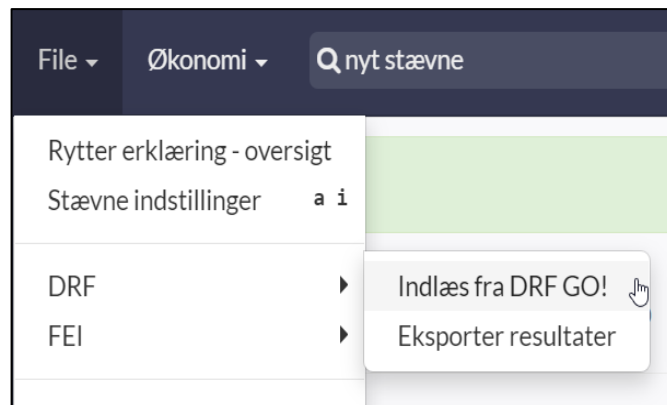 File Økonomi nyt stævne
Rytter erklæring - oversigt
Stævne indstillinger a i
DRF Indlæs fra DRF GO!
FEI Eksporter resultater